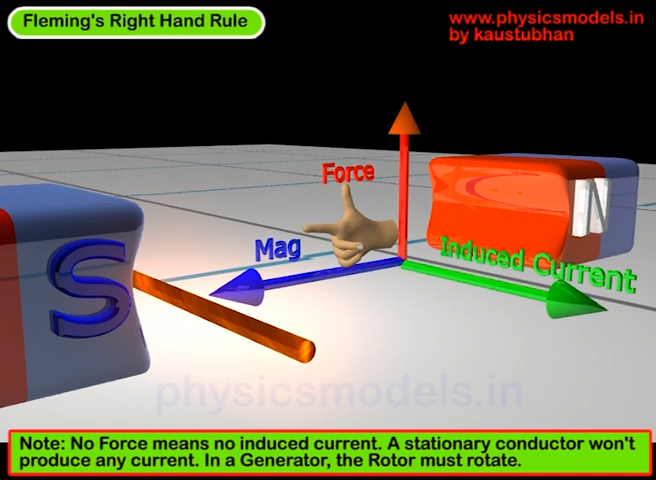 Fleming's Right Hand Rule
www.physicsmodels.in
by kaustubhan
Force
N
Mag
Induced Current
S
physicsmodels.in
Note: No Force means no induced current. A stationary conductor won't
produce any current. In a Generator, the Rotor must rotate.